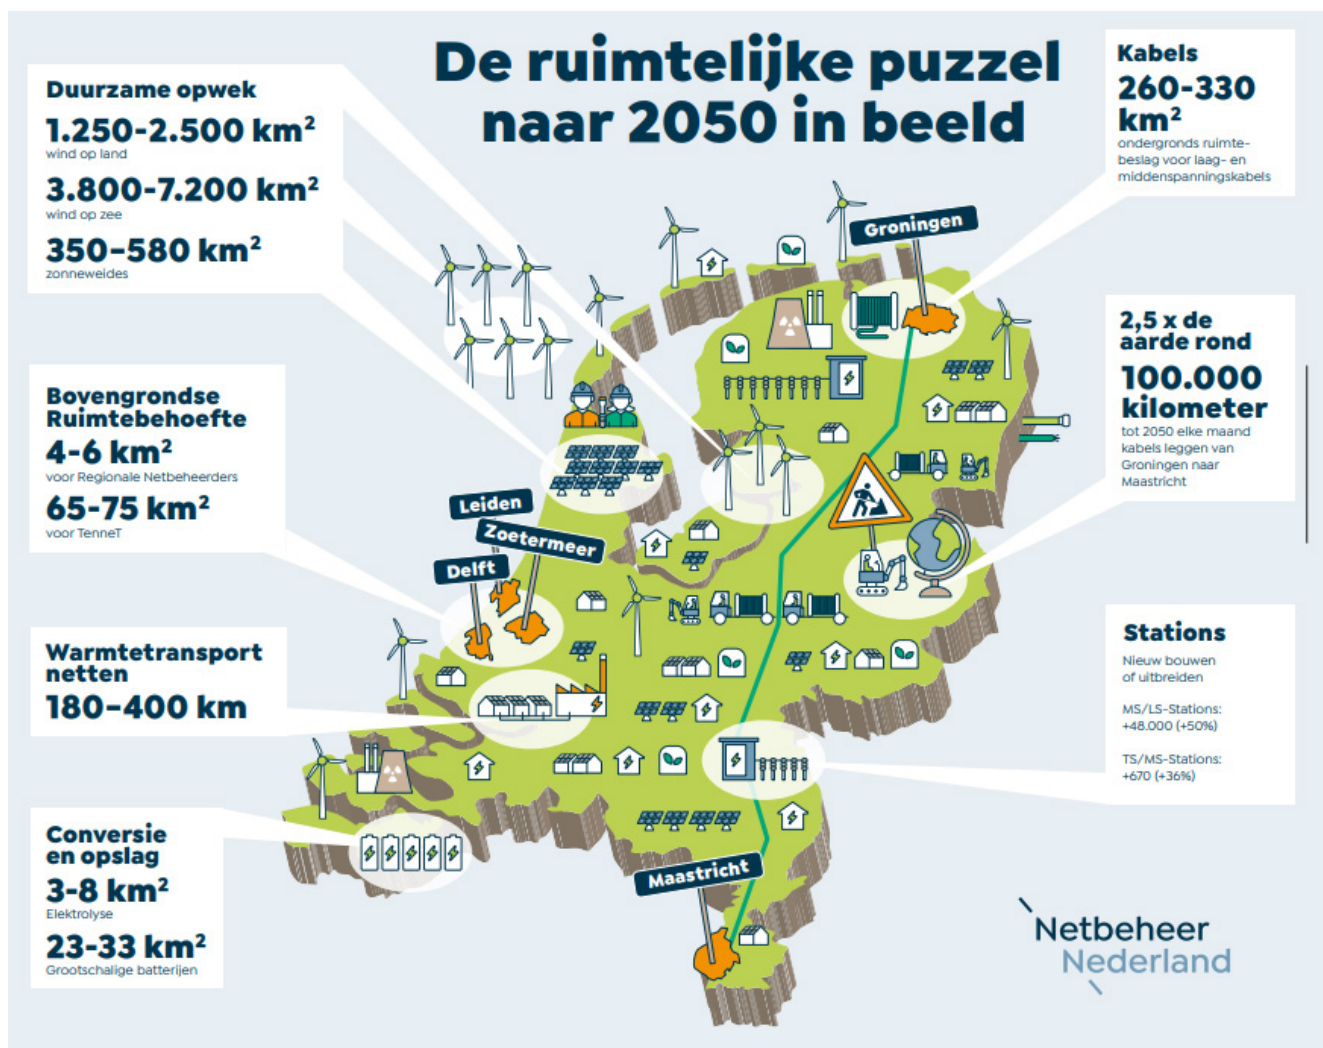 De ruimtelijke puzzel
naar 2050 in beeld
Duurzame opwek
1.250-2.500 km²
wind op land
3.800-7.200 km²
wind op zee
350-580 km²
zonneweides
Bovengrondse
Ruimtebehoefte
4-6 km²
voor Regionale Netbeheerders
65-75 km²
voor TenneT
Warmtetransport
netten
180-400 km
Conversie
en opslag
3-8 km²
Elektrolyse
23-33 km²
Grootschalige batterijen
Kabels
260-330
km²
ondergronds ruimte-
beslag voor laag- en
middenspanningskabels
2,5 x de
aarde rond
100.000
kilometer
tot 2050 elke maand
kabels leggen van
Groningen naar
Maastricht
Stations
Nieuw bouwen
of uitbreiden
MS/LS-Stations:
+48.000 (+50%)
TS/MS-Stations:
+670 (+36%)
Groningen
Leiden
Zoetermeer
Delft
Maastricht
Netbeheer
Nederland